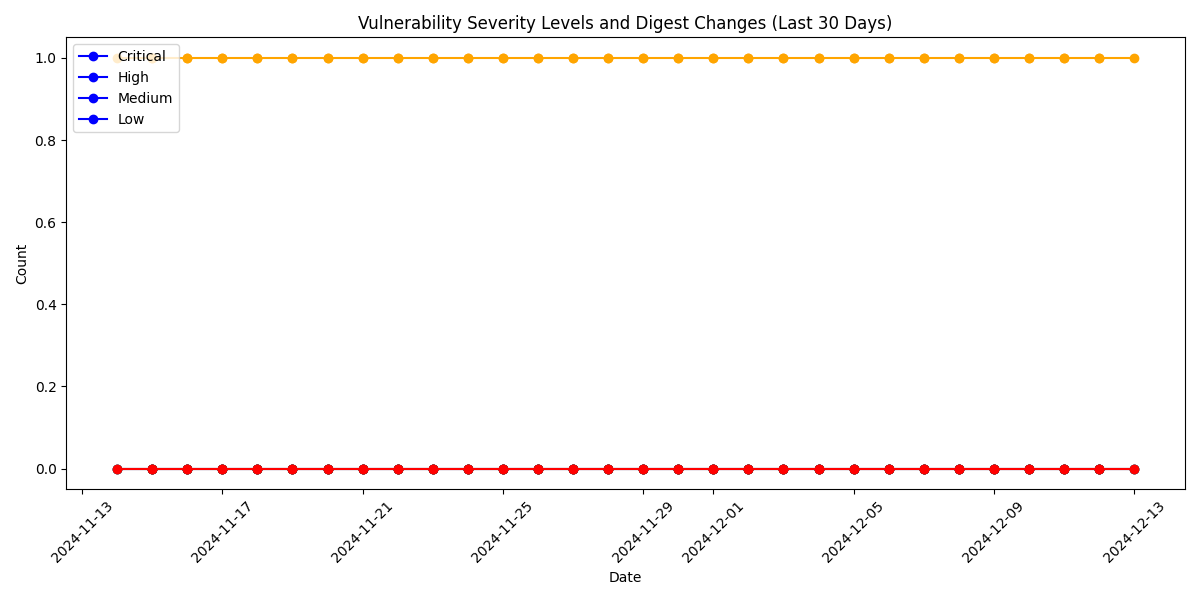 Vulnerability Severity Levels and Digest Changes (Last 30 Days)
Critical
High
Medium
Low
1.0
0.8
0.6
0.4
0.2
0.0
Count
2024-11-13
2024-11-17
2024-11-21
2024-11-25
2024-11-29
2024-12-01
2024-12-05
2024-12-09
2024-12-13
Date